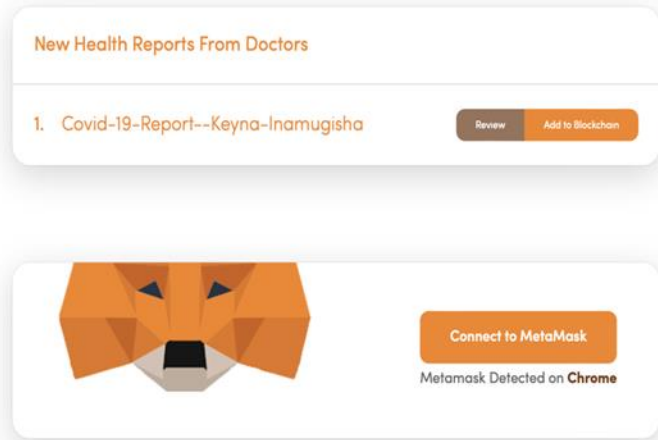 New Health Reports From Doctors
1. Covid-19-Report--Keyna-Inamugisha
Review Add to Blockchain
Connect to MetaMask
Metamask Detected on Chrome